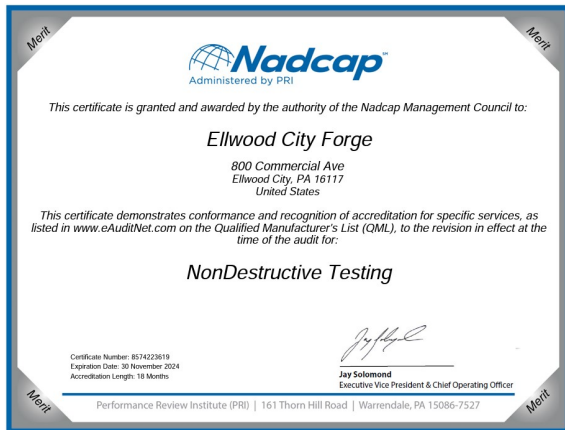 Merit
Merit
Nadcap™
Administered by PRI
This certificate is granted and awarded by the authority of the Nadcap Management Council to:
Ellwood City Forge
800 Commercial Ave
Ellwood City, PA 16117
United States
This certificate demonstrates conformance and recognition of accreditation for specific services, as
listed in www.eAuditNet.com on the Qualified Manufacturer's List (QML), to the revision in effect at the
time of the audit for:
NonDestructive Testing
Certificate Number: 8574223619
Expiration Date: 30 November 2024
Accreditation Length: 18 Months
Jay Solomond
Executive Vice President & Chief Operating Officer
Merit
Merit
Performance Review Institute (PRI) | 161 Thorn Hill Road | Warrendale, PA 15086-7527